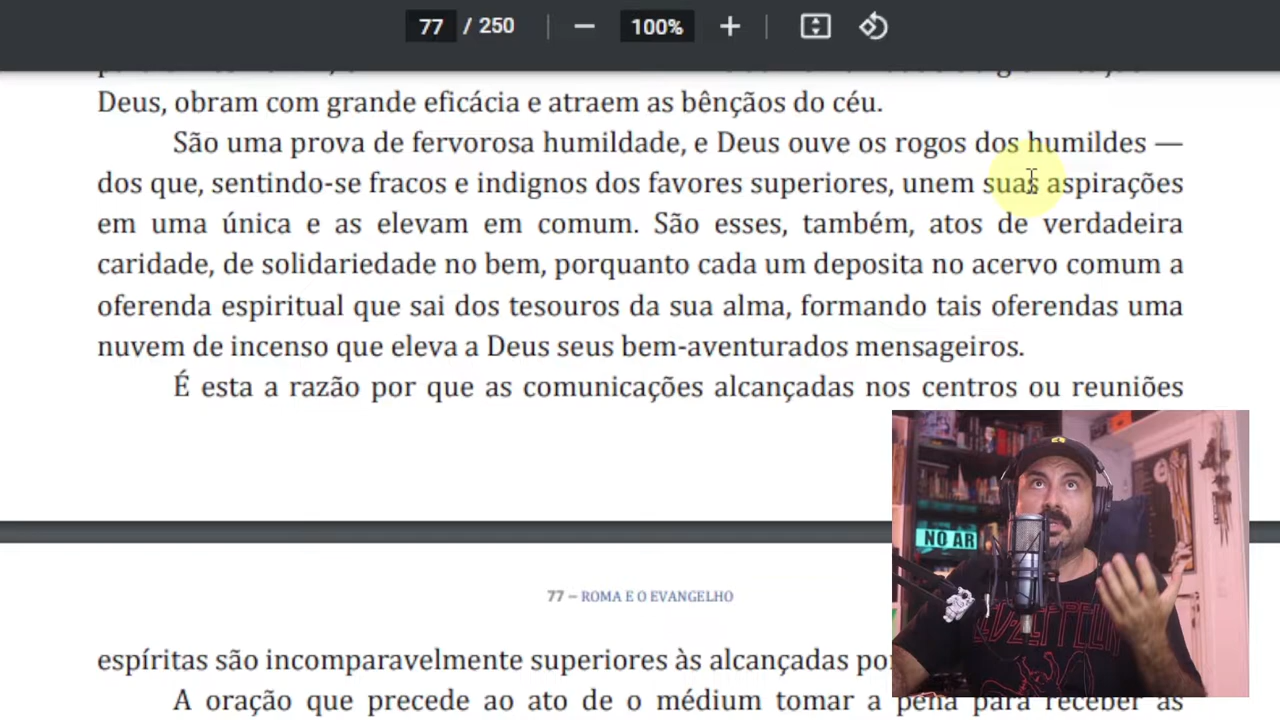 77 / 250 100%
Deus, obram com grande eficácia e atraem as bênçãos do céu.
São uma prova de fervorosa humildade, e Deus ouve os rogos dos humildes —
dos que, sentindo-se fracos e indignos dos favores superiores, unem suas aspirações
em uma única e as elevam em comum. São esses, também, atos de verdadeira
caridade, de solidariedade no bem, porquanto cada um deposita no acervo comum a
oferenda espiritual que sai dos tesouros da sua alma, formando tais oferendas uma
nuvem de incenso que eleva a Deus seus bem-aventurados mensageiros.
É esta a razão por que as comunicações alcançadas nos centros ou reuniões
NO AR
77 – ROMA E O EVANGELHO
LED-ZEPPELIN
espíritas são incomparavelmente superiores às alcançadas por
A oração que precede ao ato de o médium tomar a pena para receber as